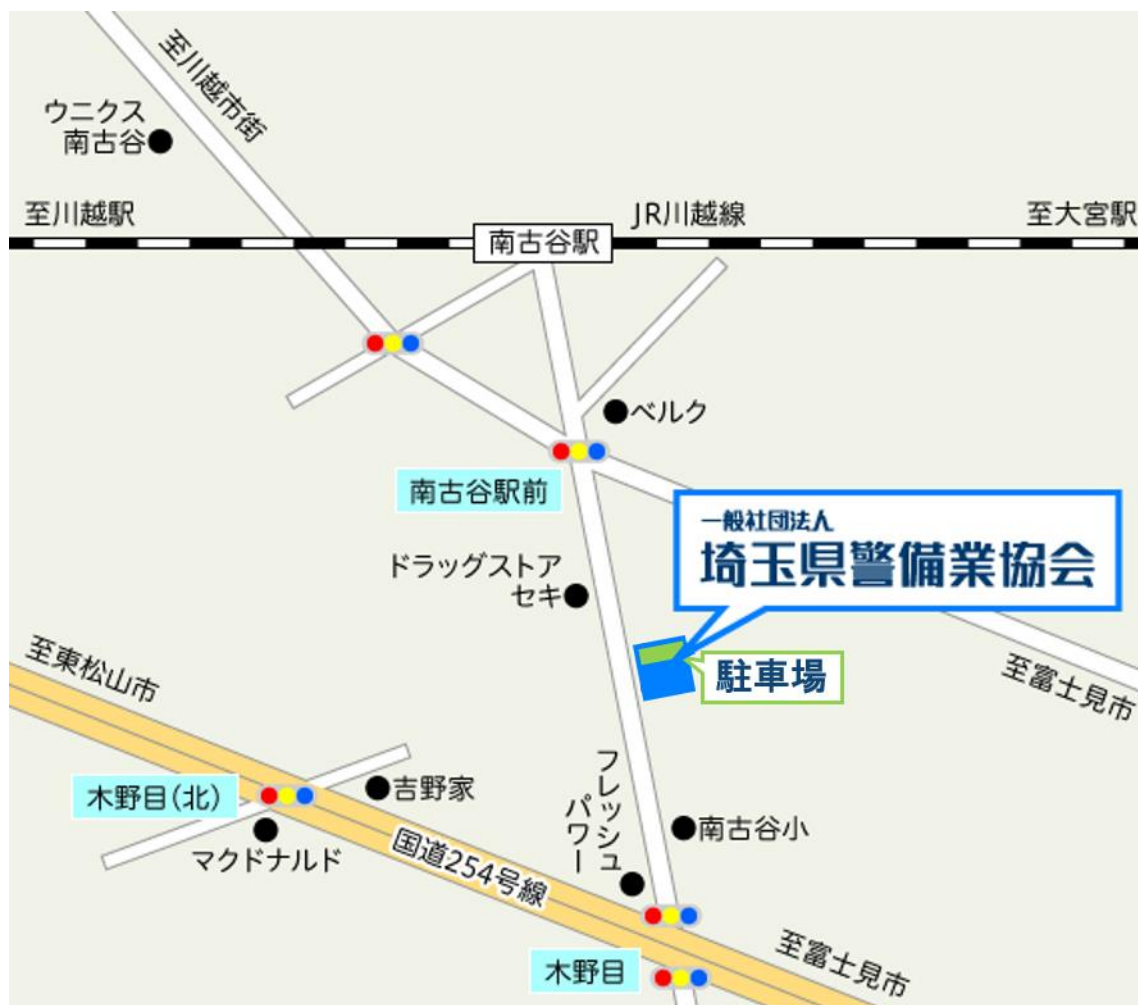 至川越市街
ウニクス
南古谷
至川越駅
JR川越線
至大宮駅
南古谷駅
ベルク
南古谷駅前
一般社団法人
埼玉県警備業協会
ドラッグストア
セキ
至東松山市
駐車場
至富士見市
木野目(北)
吉野家
フレッシュ
パワー
南古谷小
マクドナルド
国道254号線
木野目
至富士見市